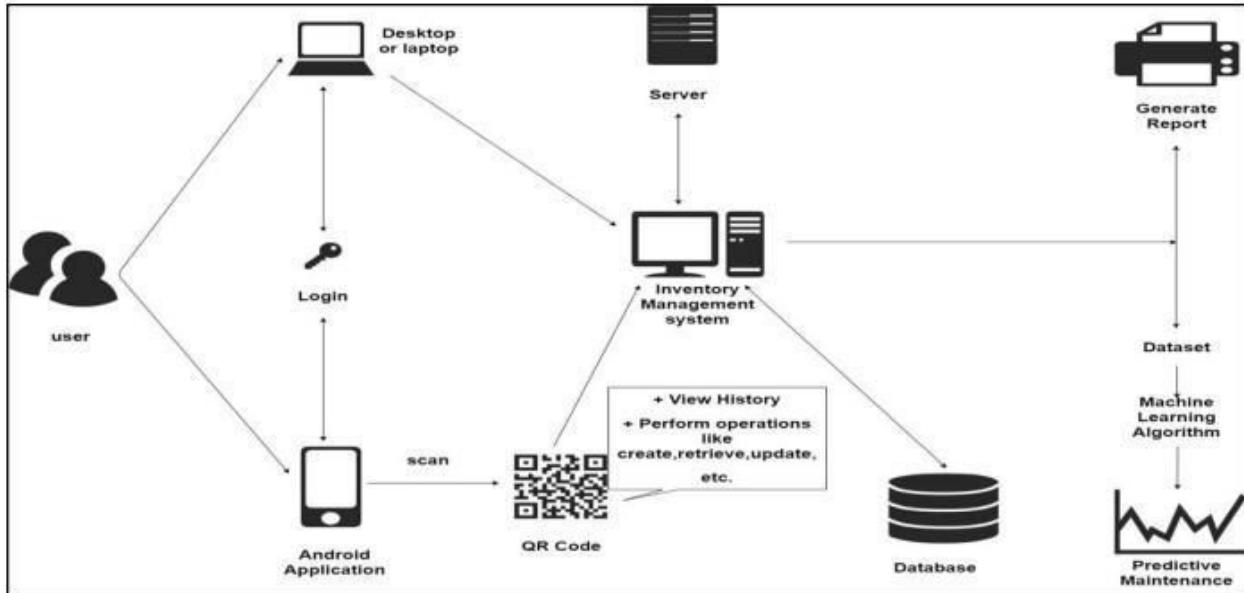 Desktop
or laptop
Server
Generate
Report
Login
user
Inventory
Management
system
Dataset
Machine
Learning
Algorithm
+ View History
+ Perform operations
like
create,retrieve,update,
etc.
scan
QR Code
Android
Application
Database
Predictive
Maintenance